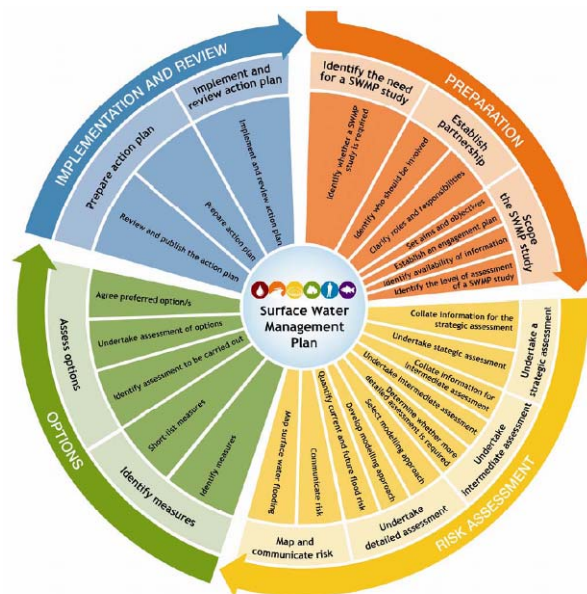 PREPARATION
Identify the need
for a SWMP study
Establish
partnership
Scope
the SWMP study
Identify whether a SWMP
study is required
Identify who should be involved
Clarify roles and responsibilities
Set aims and objectives
Establish an engagement plan
Identify availability of information
Identify the level of assessment
of a SWMP study
RISK ASSESSMENT
Undertake a
strategic assessment
Undertake
intermediate assessment
Undertake
detailed assessment
Map and
communicate risk
Collate information for the
strategic assessment
Undertake stategic assessment
Collate information for
intermediate assessment
Undertake intermediate assessment
Determine whether more
detailed assessment is required
Select modelling approach
Develop modelling approach
Quantify current and future flood risk
Communicate risk
Map surface water flooding
OPTIONS
Identify measures
Assess options
Identify measures
Short-list measures
Identify assessment to be carried out
Undertake assessment of options
Agree preferred option/s
IMPLEMENTATION AND REVIEW
Prepare action plan
Implement and
review action plan
Review and publish the action plan
Prepare action plan
Implement and review action plan
Surface Water
Management
Plan